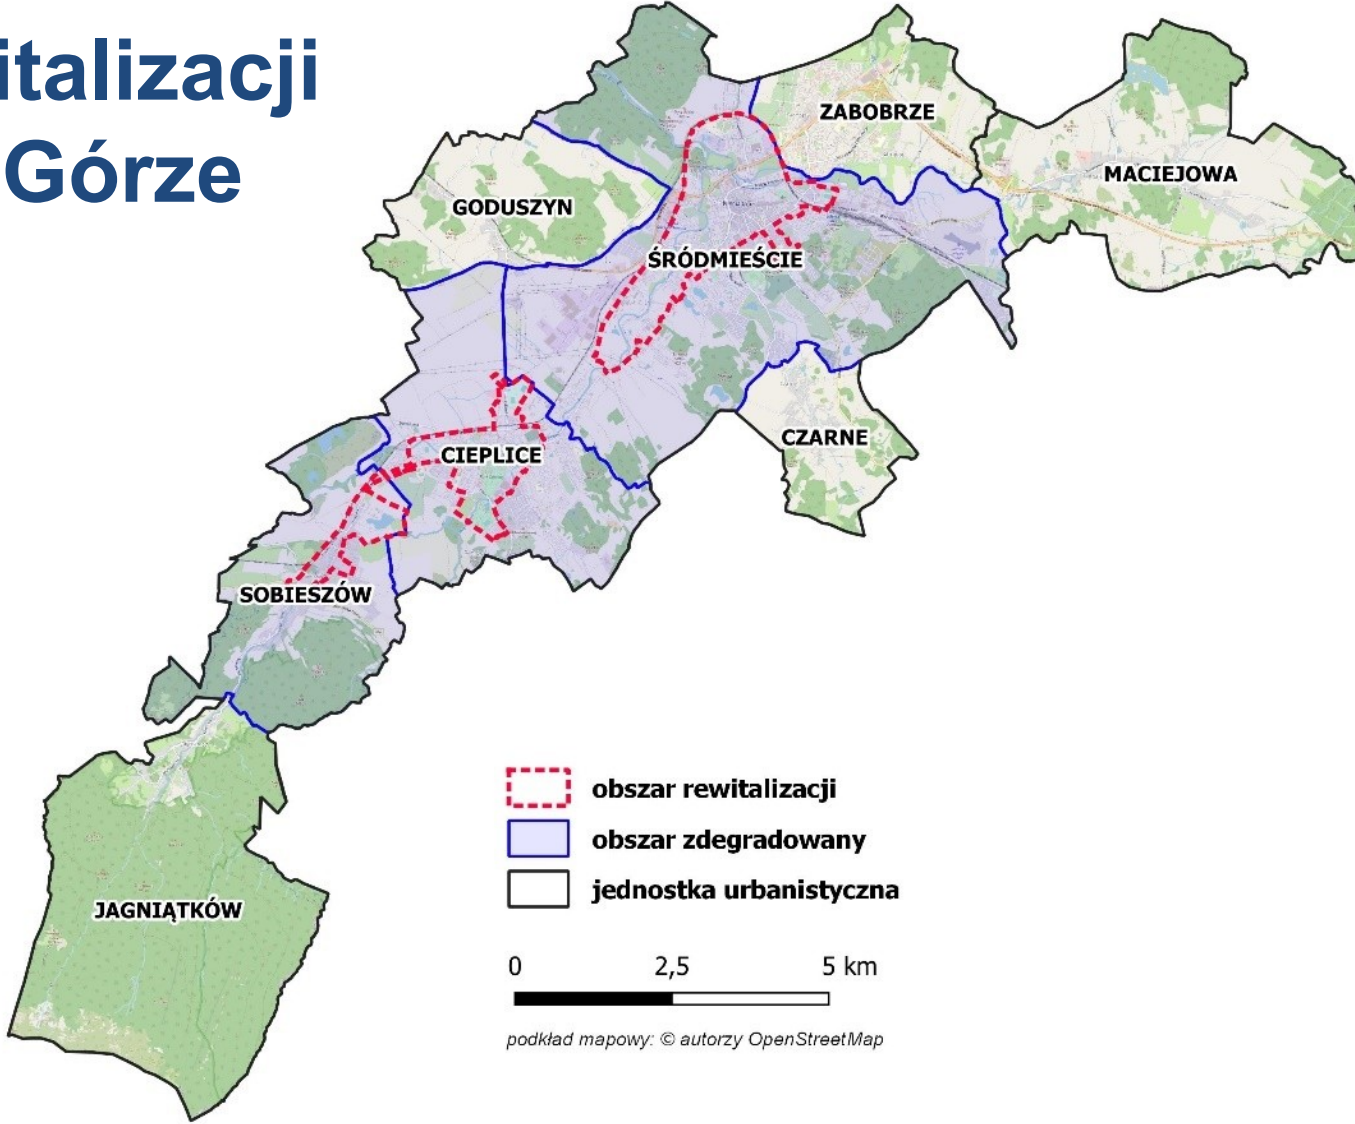 italizacji
Górze
ZABOBRZE
MACIEJOWA
GODUSZYN
ŚRÓDMIEŚCIE
CZARNE
CIEPLICE
SOBIESZÓW
JAGNIĄTKÓW
obszar rewitalizacji
obszar zdegradowany
jednostka urbanistyczna
0 2,5 5 km
podkład mapowy: © autorzy OpenStreetMap